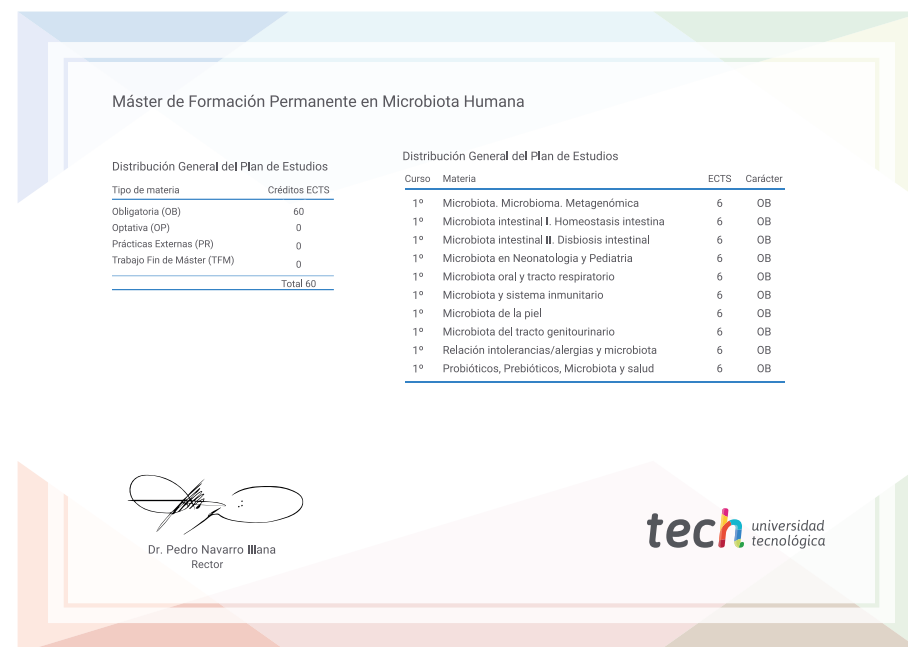 Máster de Formación Permanente en Microbiota Humana
Distribución General del Plan de Estudios
Tipo de materia Créditos ECTS
Obligatoria (OB) 60
Optativa (OP) 0
Prácticas Externas (PR) 0
Trabajo Fin de Máster (TFM) 0
Total 60
Distribución General del Plan de Estudios
Curso Materia ECTS Carácter
1º Microbiota. Microbioma. Metagenómica 6 OB
1º Microbiota intestinal I. Homeostasis intestina 6 OB
1º Microbiota intestinal II. Disbiosis intestinal 6 OB
1º Microbiota en Neonatologia y Pediatria 6 OB
1º Microbiota oral y tracto respiratorio 6 OB
1º Microbiota y sistema inmunitario 6 OB
1º Microbiota de la piel 6 OB
1º Microbiota del tracto genitourinario 6 OB
1º Relación intolerancias/alergias y microbiota 6 OB
1º Probióticos, Prebióticos, Microbiota y salud 6 OB
Dr. Pedro Navarro Illana
Rector
tech universidad
tecnológica